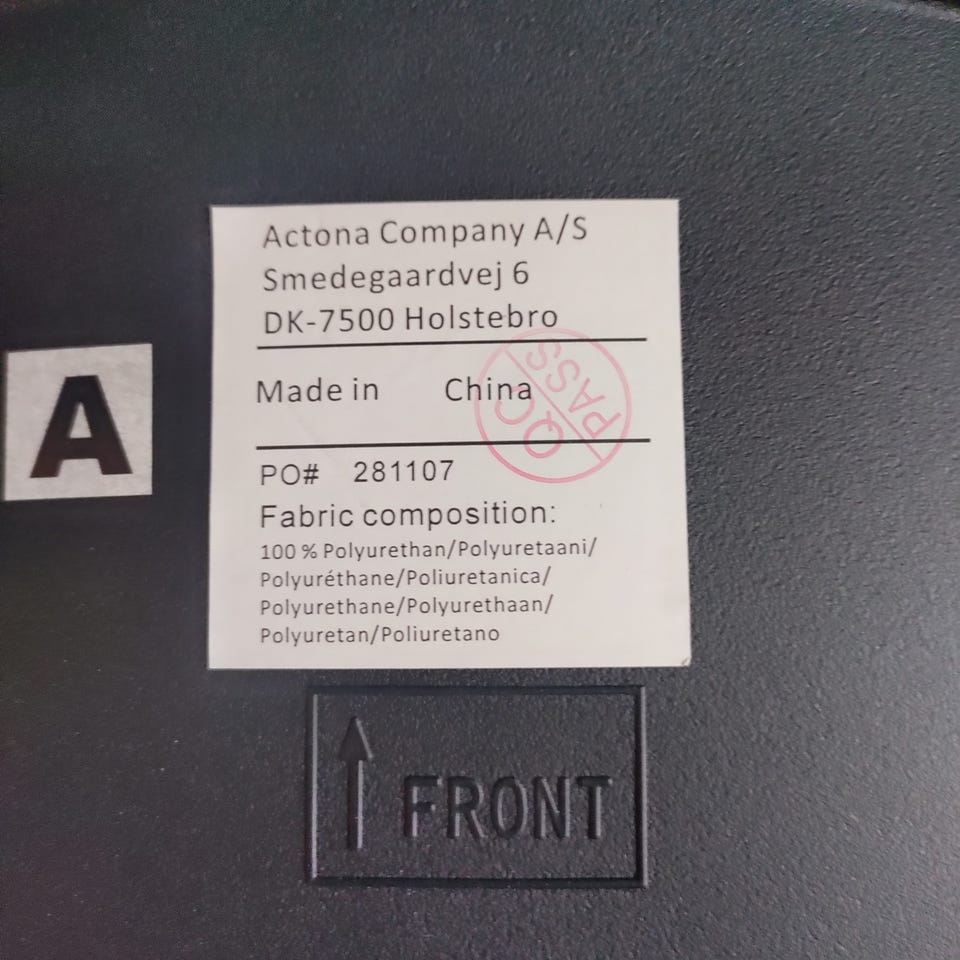 Actona Company A/S
Smedegaardvej 6
DK-7500 Holstebro
Made in China
QC PASS
A
PO# 281107
Fabric composition:
100 % Polyurethan/Polyuretaani/
Polyuréthane/Poliuretanica/
Polyurethane/Polyurethaan/
Polyuretan/Poliuretano
FRONT